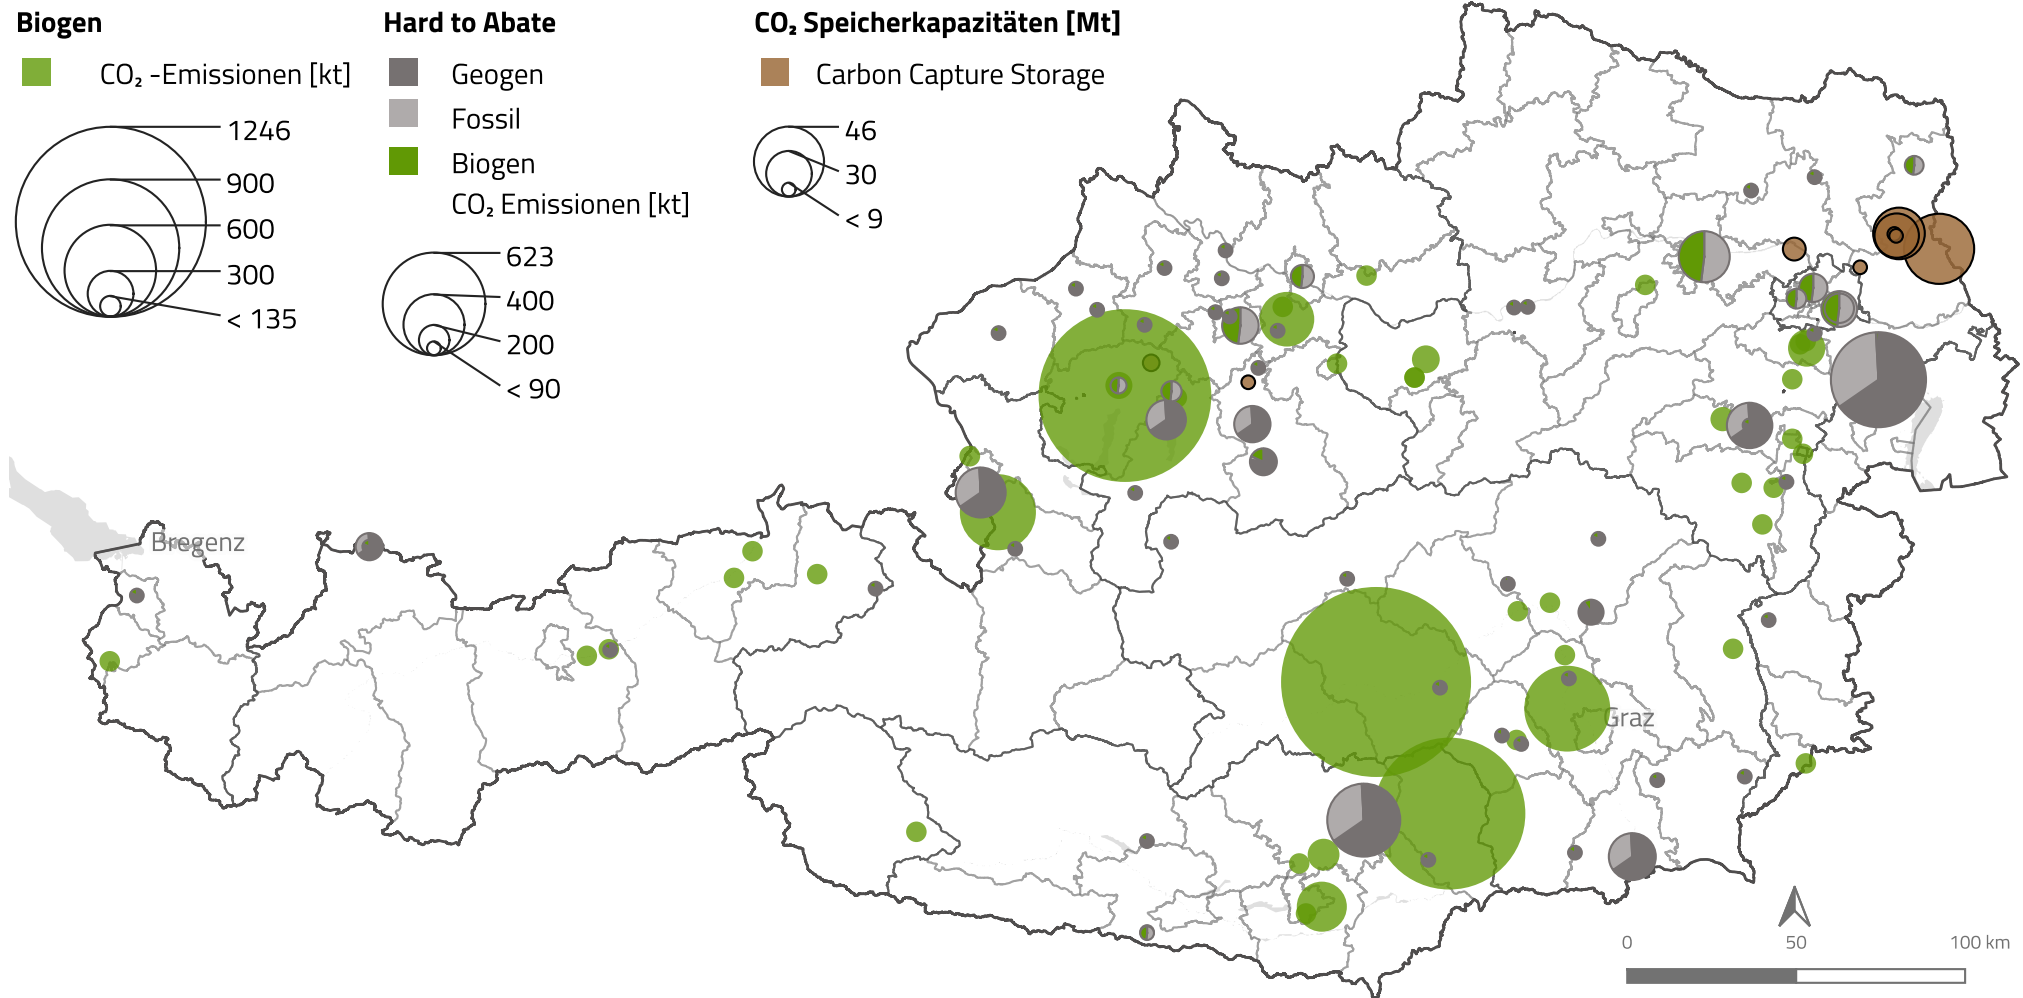 Biogen
CO₂ -Emissionen [kt]
1246
900
600
300
< 135
Hard to Abate
Geogen
Fossil
Biogen
CO₂ Emissionen [kt]
623
400
200
< 90
CO₂ Speicherkapazitäten [Mt]
Carbon Capture Storage
46
30
< 9
Bregenz
Graz
0 50 100 km